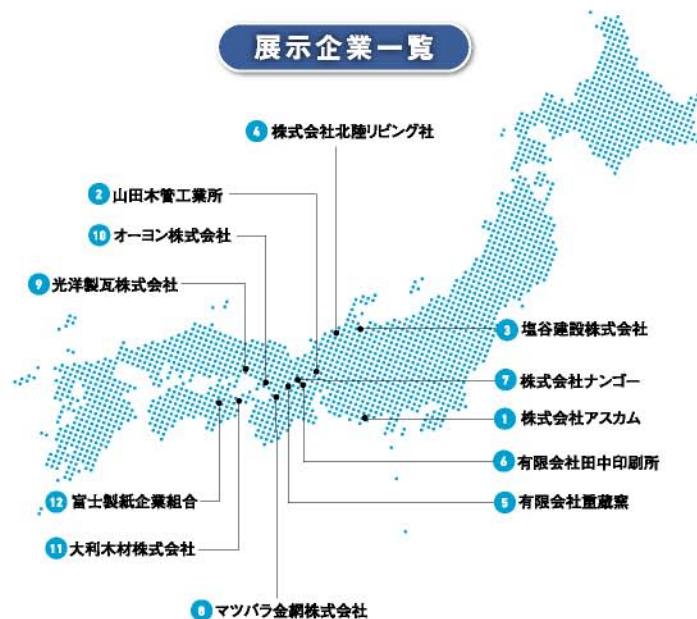 展示企業一覧
4 株式会社北陸リビング社
2 山田木管工業所
10 オーヨン株式会社
9 光洋製瓦株式会社
3 塩谷建設株式会社
7 株式会社ナンゴー
1 株式会社アスカム
6 有限会社田中印刷所
12 富士製紙企業組合
5 有限会社重蔵窯
11 大利木材株式会社
8 マツバラ金網株式会社